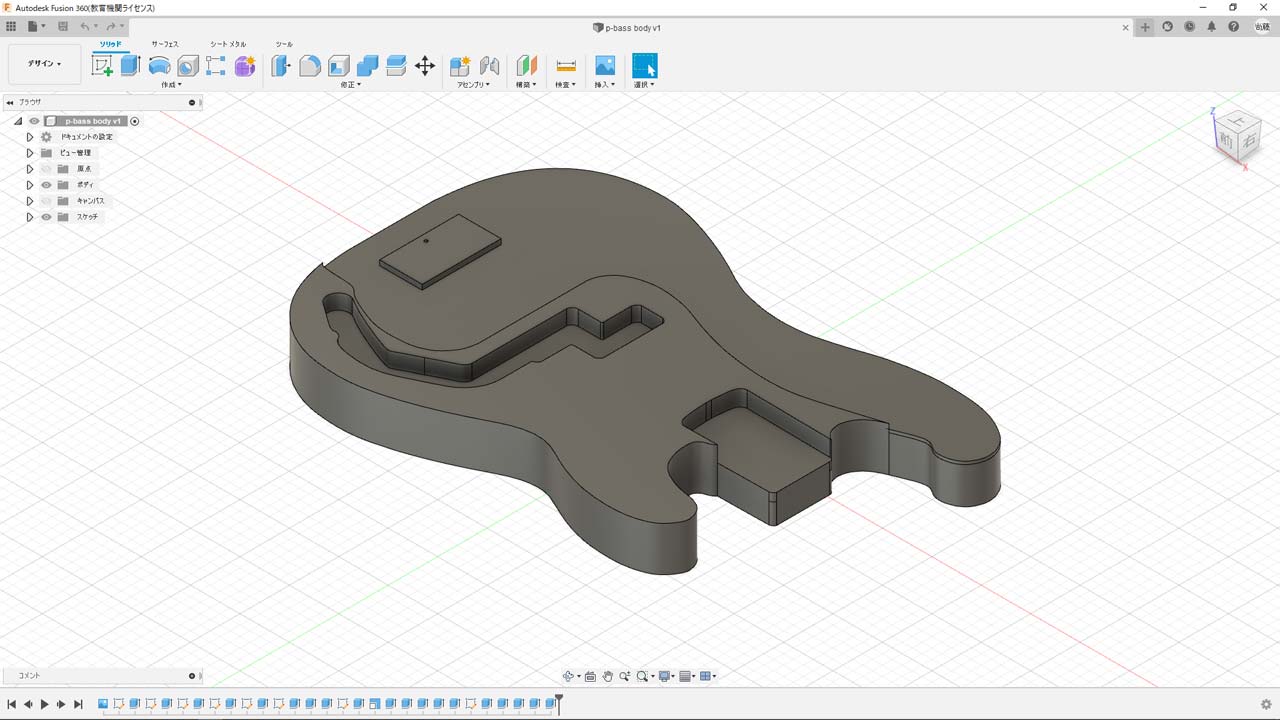 Autodesk Fusion 360(教育機関ライセンス)
p-bass body v1
ソリッド
サーフェス
シート メタル
ツール
デザイン
作成
修正
アセンブリ
構築
検査
挿入
選択
ブラウザ
p-bass body v1
ドキュメントの設定
ビュー管理
原点
ボディ
キャンバス
スケッチ
Z
上
前
右
X
コメント